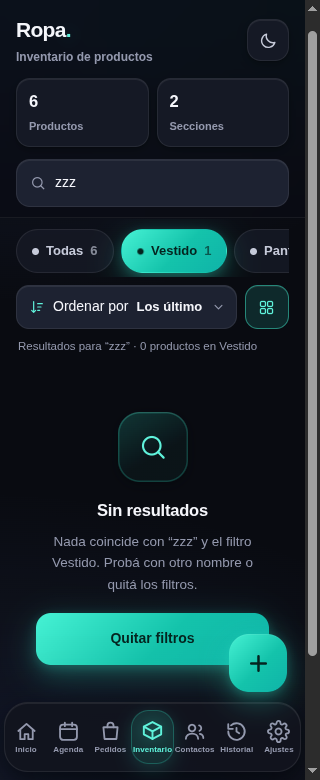 Ropa.
Inventario de productos
6
Productos
2
Secciones
zzz
Todas 6
Vestido 1
Pant
Ordenar por Los último
Resultados para “zzz” · 0 productos en Vestido
Sin resultados
Nada coincide con “zzz” y el filtro
Vestido. Probá con otro nombre o
quitá los filtros.
Quitar filtros
Inicio
Agenda
Pedidos
Inventario
Contactos
Historial
Ajustes